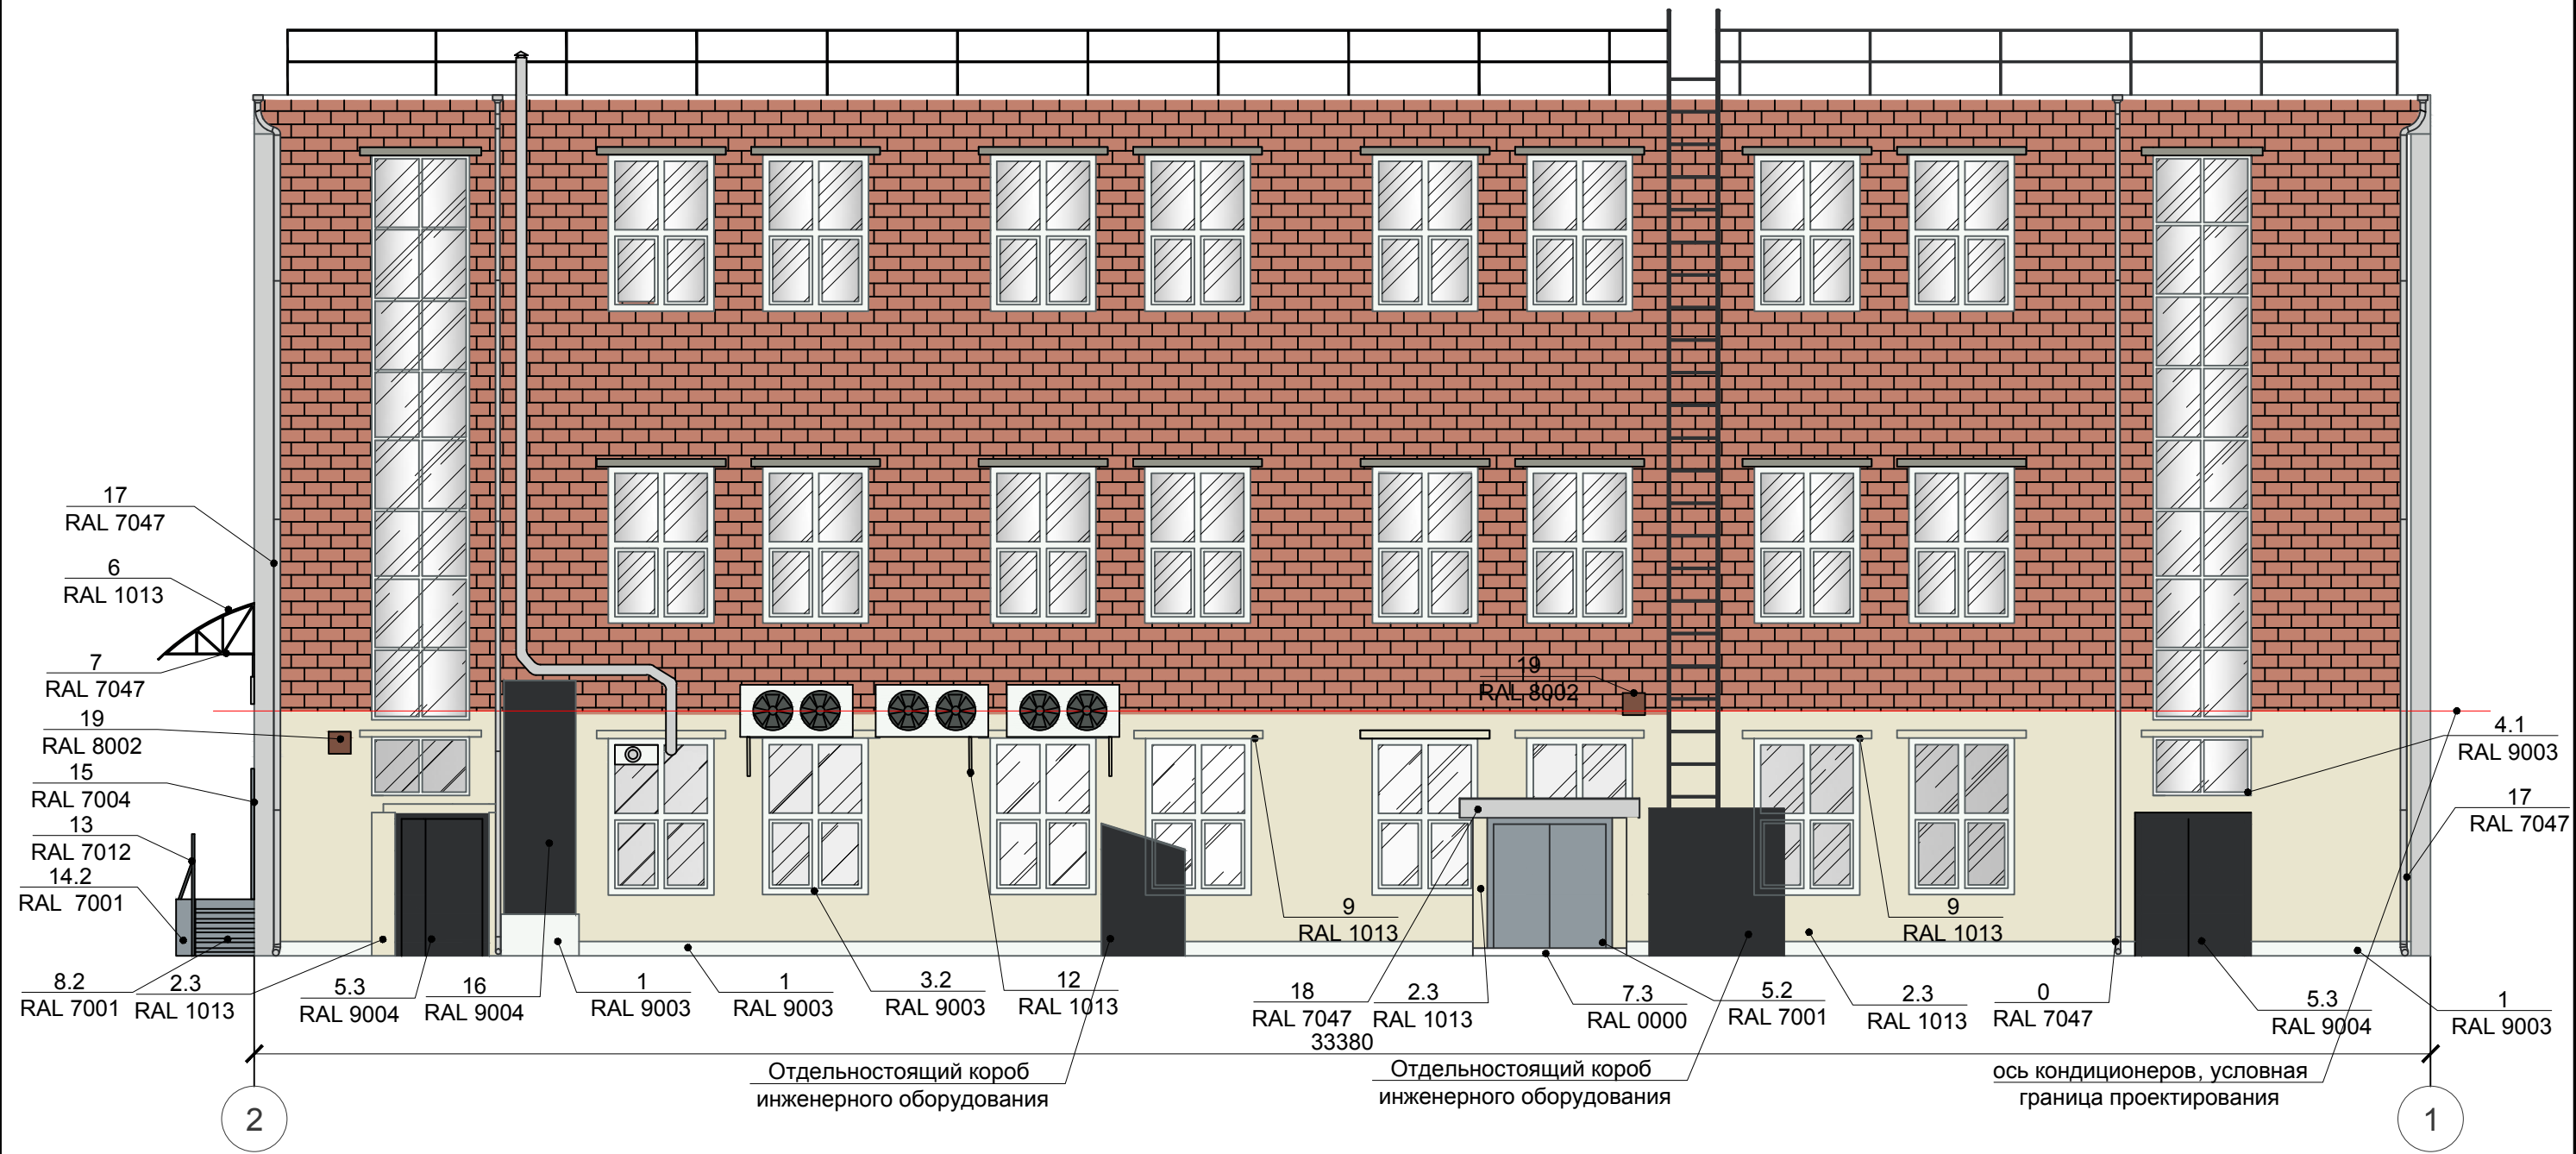 17
RAL 7047
6
RAL 1013
7
RAL 7047
19
RAL 8002
15
RAL 7004
13
RAL 7012
14.2
RAL 7001
8.2
RAL 7001
2.3
RAL 1013
5.3
RAL 9004
16
RAL 9004
1
RAL 9003
1
RAL 9003
3.2
RAL 9003
12
RAL 1013
19
RAL 8002
9
RAL 1013
18
RAL 7047
2.3
RAL 1013
7.3
RAL 0000
5.2
RAL 7001
9
RAL 1013
2.3
RAL 1013
0
RAL 7047
5.3
RAL 9004
1
RAL 9003
4.1
RAL 9003
17
RAL 7047
33380
Отдельностоящий короб
инженерного оборудования
Отдельностоящий короб
инженерного оборудования
ось кондиционеров, условная
граница проектирования
2
1